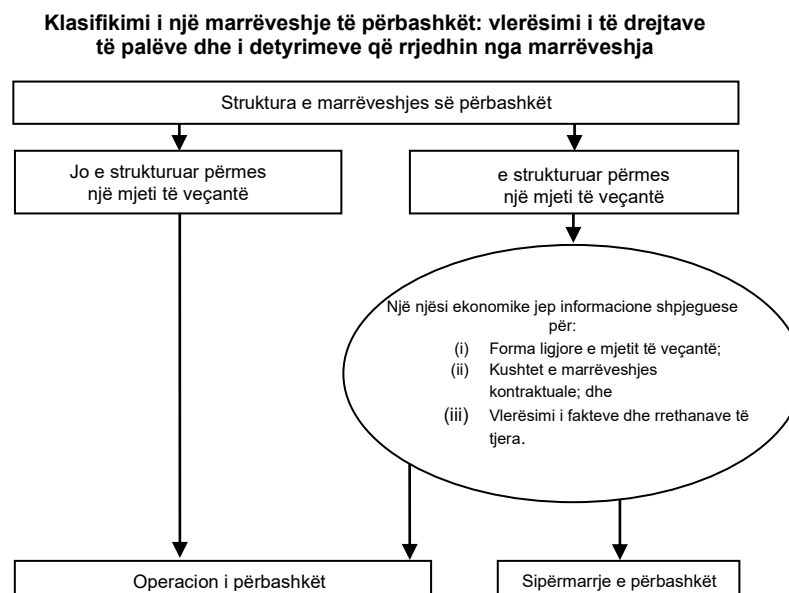 Klasifikimi i një marrëveshje të përbashkët: vlerësimi i të drejtave
të palëve dhe i detyrimeve që rrjedhin nga marrëveshja
Struktura e marrëveshjes së përbashkët
Jo e strukturuar përmes
një mjeti të veçantë
e strukturuar përmes
një mjeti të veçantë
Një njësi ekonomike jep informacione shpjeguese
për:
(i) Forma ligjore e mjetit të veçantë;
(ii) Kushtet e marrëveshjes
kontraktuale; dhe
(iii) Vlerësimi i fakteve dhe rrethanave të
tjera.
Operacion i përbashkët
Sipërmarrje e përbashkët